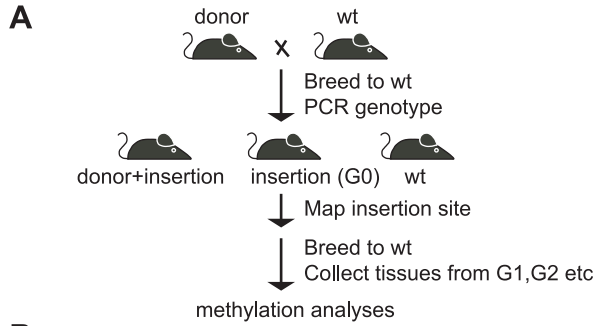 A
donor wt
x
Breed to wt
PCR genotype
donor+insertion insertion (G0) wt
Map insertion site
Breed to wt
Collect tissues from G1,G2 etc
methylation analyses